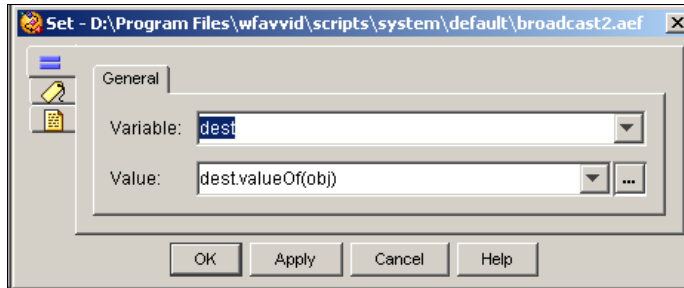 Set - D:\Program Files\wfavvid\scripts\system\default\broadcast2.aef
General
Variable: dest
Value: dest.valueOf(obj) ...
OK Apply Cancel Help